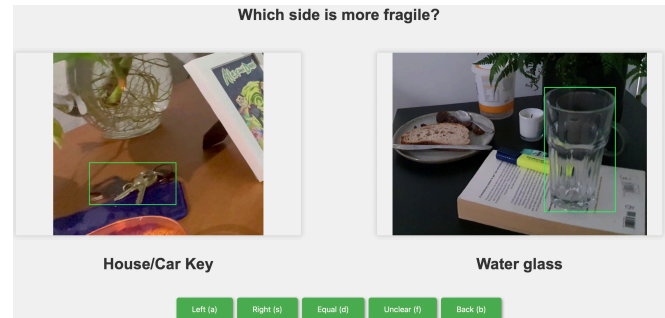 Which side is more fragile?
House/Car Key
Water glass
Left (a)
Right (s)
Equal (d)
Unclear (f)
Back (b)